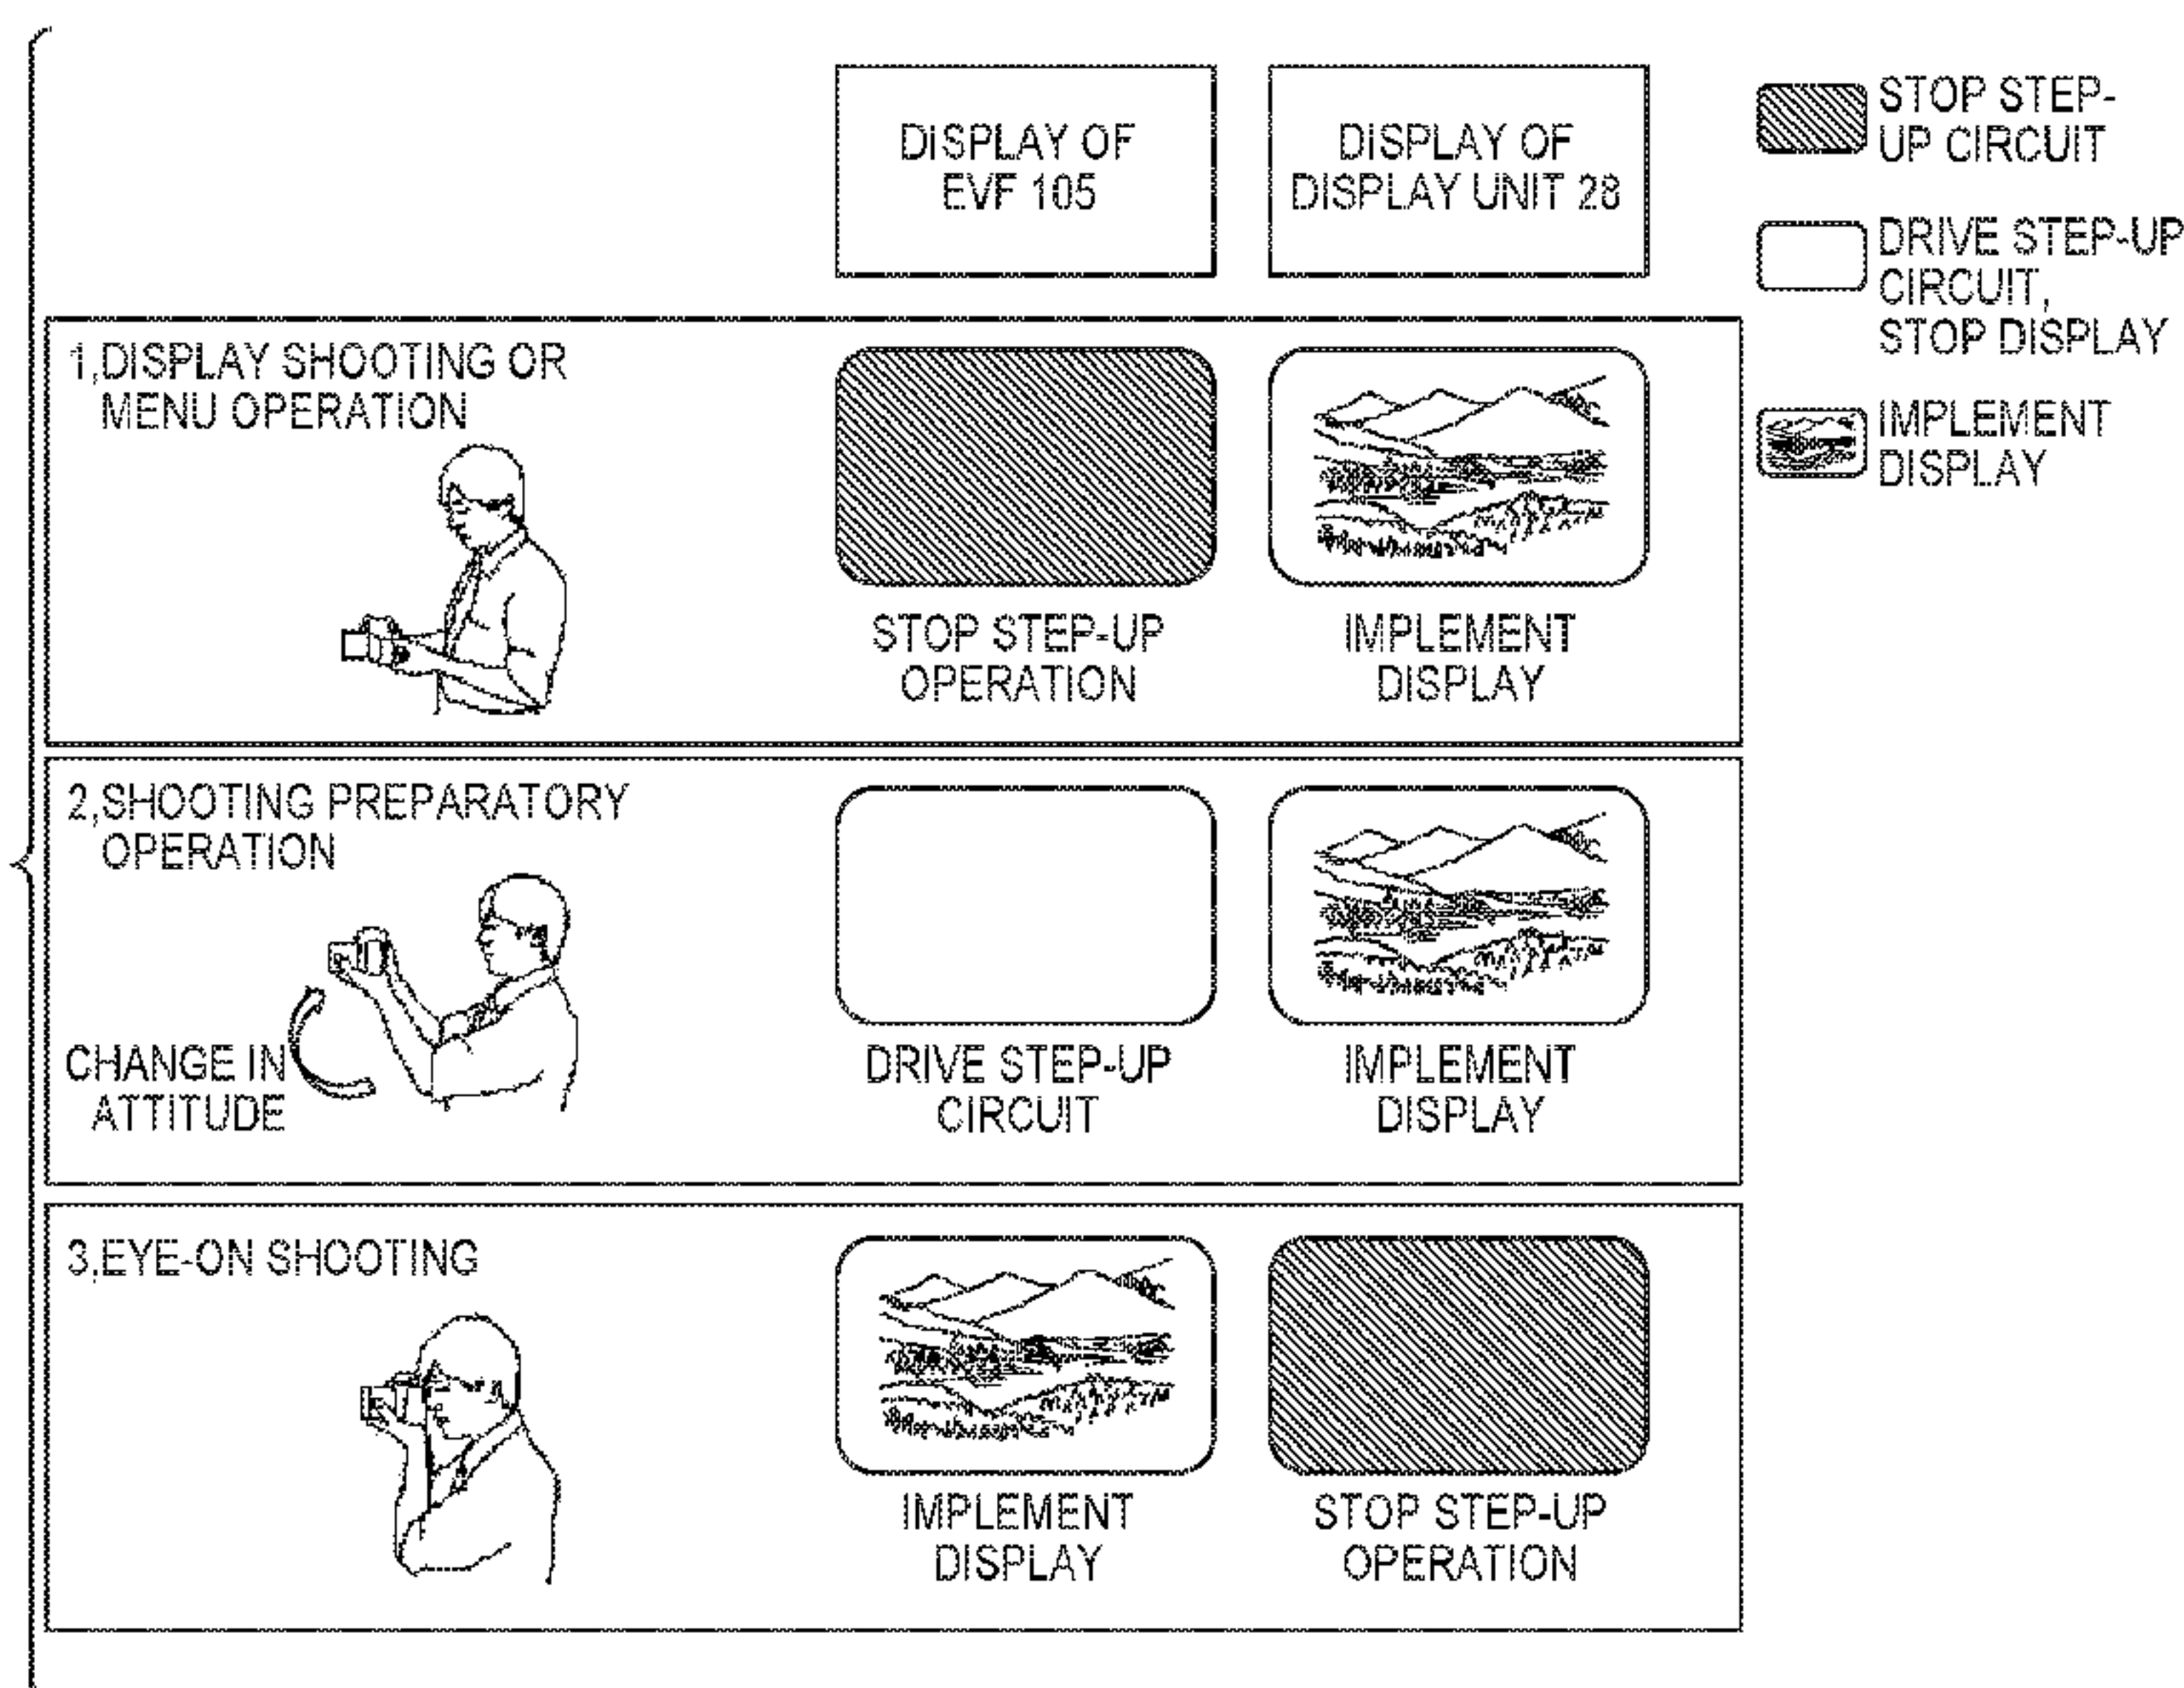 DISPLAY OF
EVF 105
DISPLAY OF
DISPLAY UNIT 28
STOP STEP-
UP CIRCUIT
DRIVE STEP-UP
CIRCUIT,
STOP DISPLAY
IMPLEMENT
DISPLAY
1,DISPLAY SHOOTING OR
MENU OPERATION
STOP STEP-UP
OPERATION
IMPLEMENT
DISPLAY
2,SHOOTING PREPARATORY
OPERATION
CHANGE IN
ATTITUDE
DRIVE STEP-UP
CIRCUIT
IMPLEMENT
DISPLAY
3,EYE-ON SHOOTING
IMPLEMENT
DISPLAY
STOP STEP-UP
OPERATION